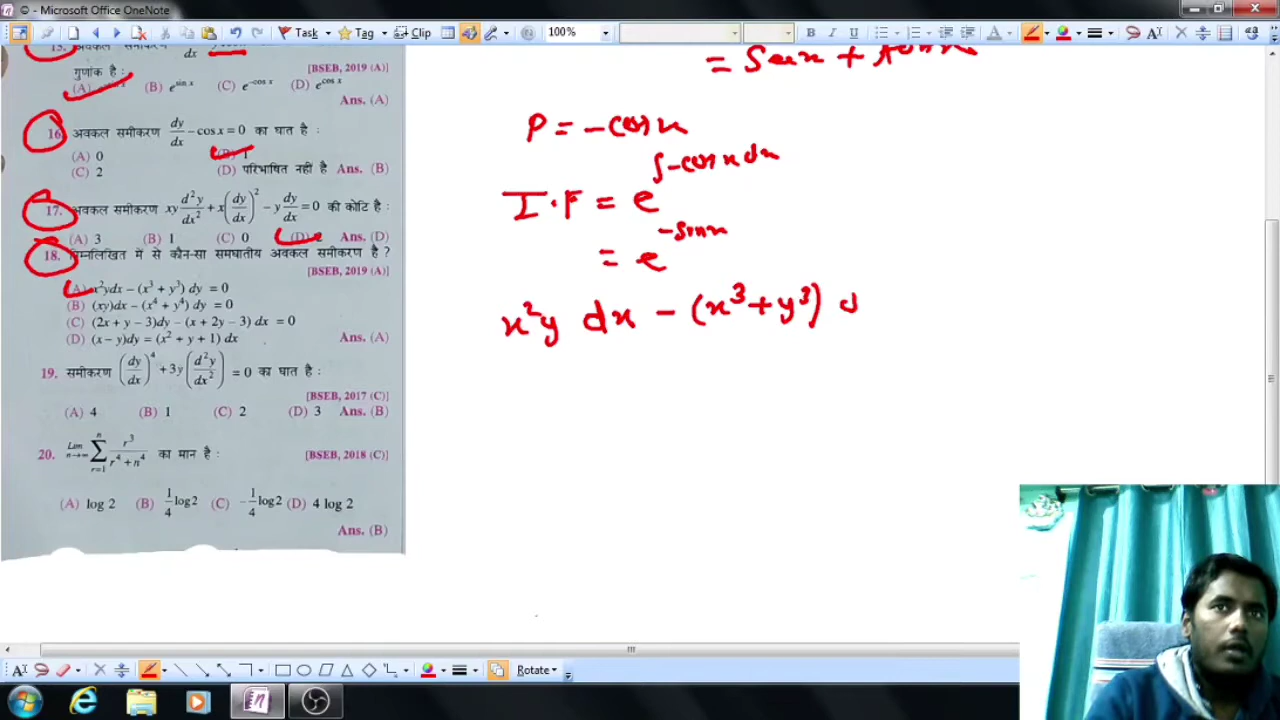 Untitled page - Microsoft Office OneNote
Task
Tag
Clip
100%
B I U
गुणांक है :
[BSEB, 2019 (A)]
(A) (B) e^{sin x} (C) e^{-cos x} (D) e^{cos x}
Ans. (A)
16. अवकल समीकरण dy/dx - cos x = 0 का घात है :
(A) 0 (B) 1
(C) 2 (D) परिभाषित नहीं है Ans. (B)
17. अवकल समीकरण xy d²y/dx² + x(dy/dx)² - y dy/dx = 0 की कोटि है :
(A) 3 (B) 1 (C) 0 (D) 2 Ans. (D)
18. निम्नलिखित में से कौन-सा समघातीय अवकल समीकरण है ?
[BSEB, 2019 (A)]
(A) x²ydx – (x³ + y³) dy = 0
(B) (xy)dx – (x⁴ + y⁴) dy = 0
(C) (2x + y – 3)dy – (x + 2y – 3) dx = 0
(D) (x – y)dy = (x² + y + 1) dx Ans. (A)
19. समीकरण (dy/dx)⁴ + 3y(d²y/dx²) = 0 का घात है :
[BSEB, 2017 (C)]
(A) 4 (B) 1 (C) 2 (D) 3 Ans. (B)
20. Lim n→∞ ∑ r=1 n r³/r⁴+n⁴ का मान है : [BSEB, 2018 (C)]
(A) log 2 (B) 1/4 log2 (C) -1/4 log2 (D) 4 log 2
Ans. (B)
P = -cos x
I.F = e^{∫-cos x dx}
= e^{-sin x}
x²y dx - (x³+y³) d
Rotate